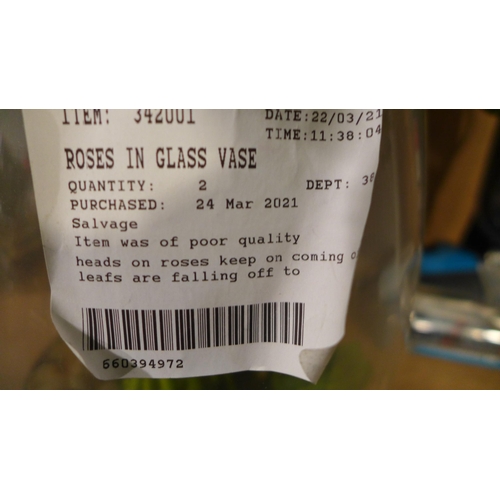 ITEM: 342001 DATE:22/03/21
TIME:11:38:04
ROSES IN GLASS VASE
QUANTITY: 2 DEPT: 38
PURCHASED: 24 Mar 2021
Salvage
Item was of poor quality
heads on roses keep on coming
leafs are falling off to
660394972